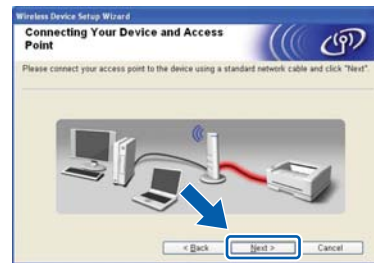 Wireless Device Setup Wizard
Connecting Your Device and Access
Point
Please connect your access point to the device using a standard network cable and click "Next".
< Back
Next >
Cancel